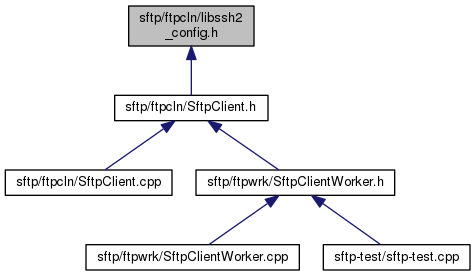 sftp/ftpcln/libssh2
_config.h
sftp/ftpcln/SftpClient.h
sftp/ftpcln/SftpClient.cpp
sftp/ftpwrk/SftpClientWorker.h
sftp/ftpwrk/SftpClientWorker.cpp
sftp-test/sftp-test.cpp